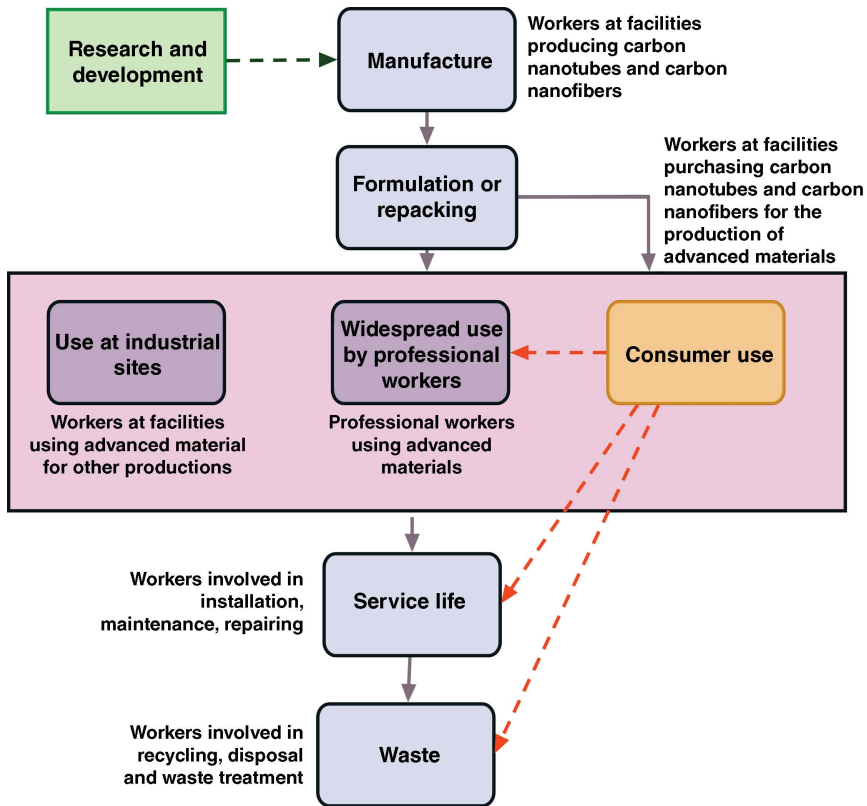 Research and
development
Manufacture
Workers at facilities
producing carbon
nanotubes and carbon
nanofibers
Formulation or
repacking
Workers at facilities
purchasing carbon
nanotubes and carbon
nanofibers for the
production of
advanced materials
Use at industrial
sites
Workers at facilities
using advanced material
for other productions
Widespread use
by professional
workers
Professional workers
using advanced
materials
Consumer use
Workers involved in
installation,
maintenance, repairing
Service life
Workers involved in
recycling, disposal
and waste treatment
Waste